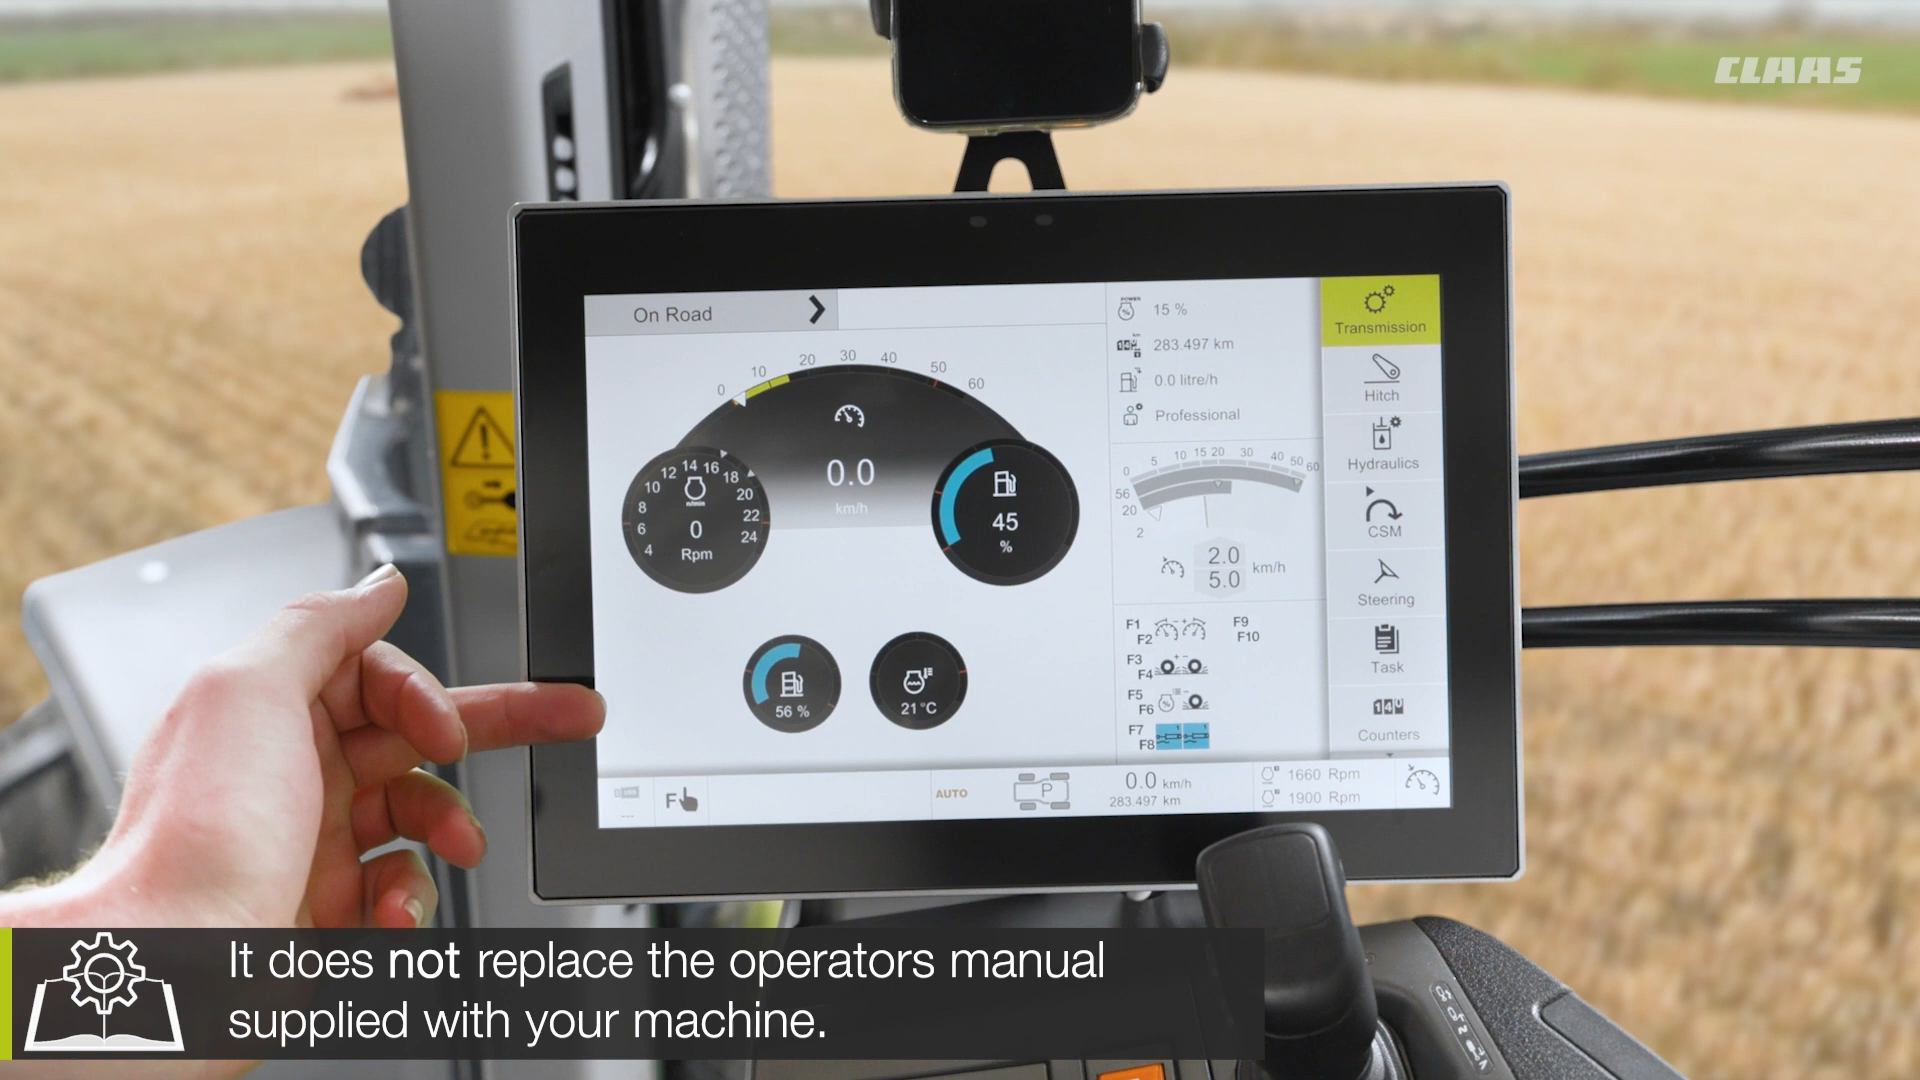 CLAAS
On Road
0 10 20 30 40 50 60
0.0
km/h
4 6 8 10 12 14 16 18 20 22 24
n/min
0
Rpm
45
%
56 %
21 °C
POWER
15 %
km
283.497 km
0.0 litre/h
Professional
0 5 10 15 20 30 40 50 60
56
20
2
2.0
5.0
km/h
F1
F2
F9
F10
F3
F4
F5
F6
F7
F8
Transmission
Hitch
Hydraulics
CSM
Steering
Task
Counters
F
AUTO
P
0.0 km/h
283.497 km
1660 Rpm
1900 Rpm
It does not replace the operators manual
supplied with your machine.